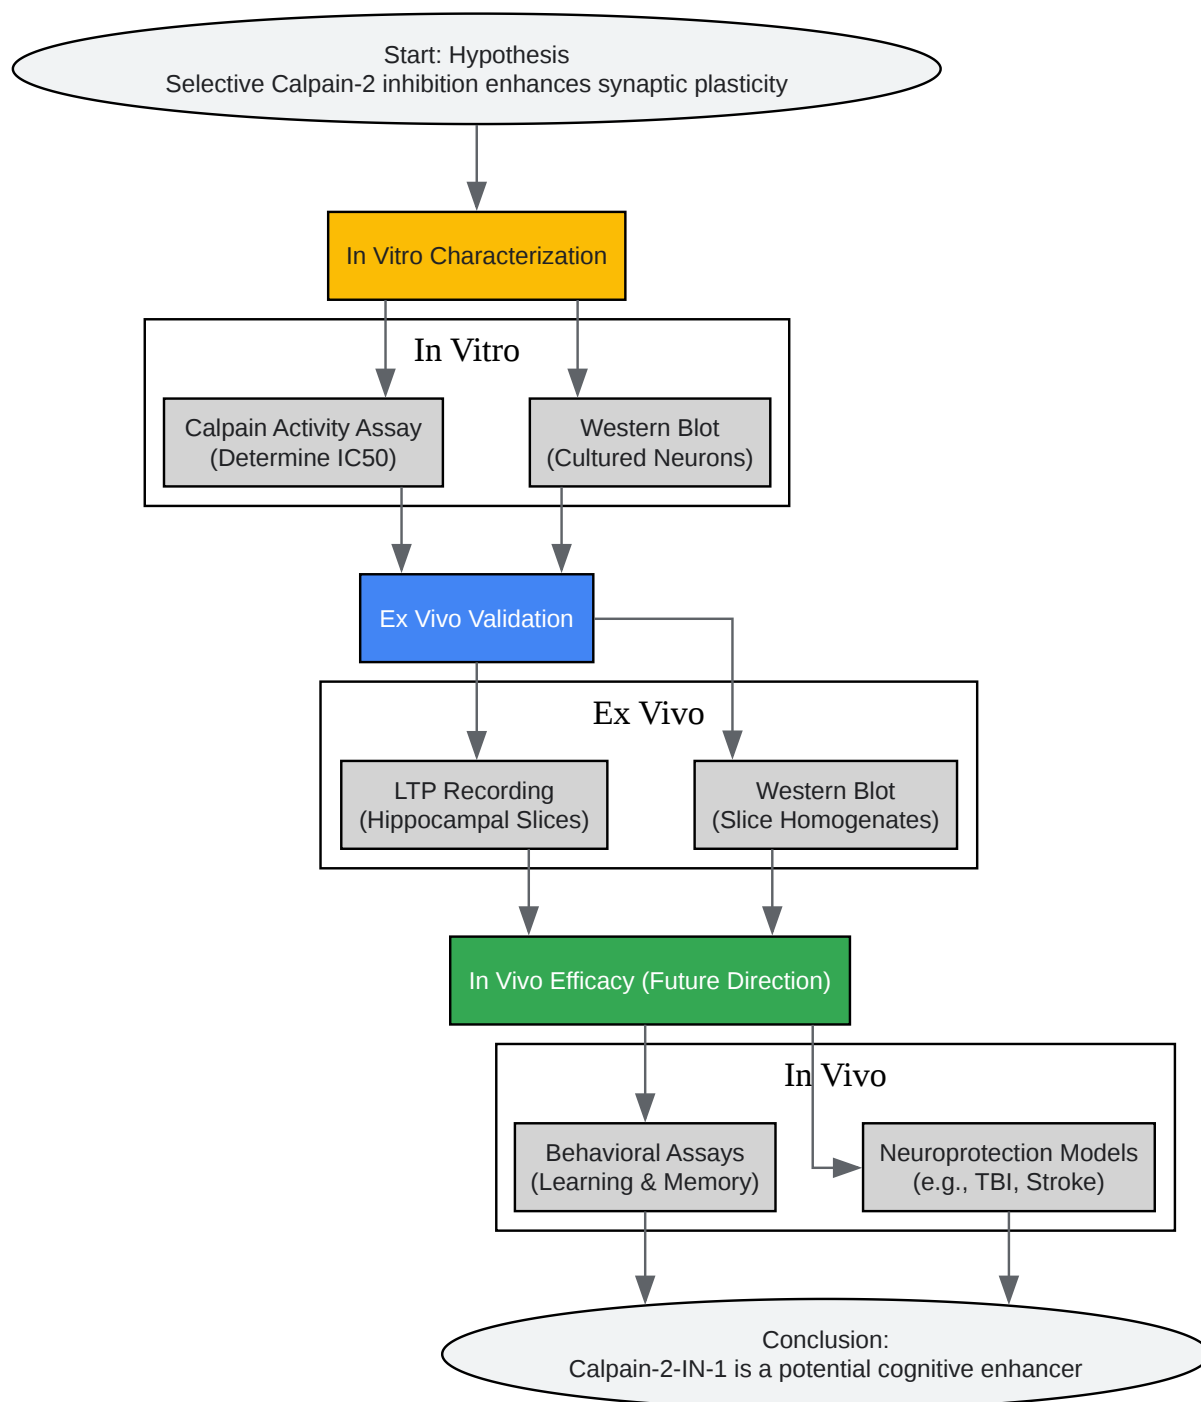 Start: Hypothesis
Selective Calpain-2 inhibition enhances synaptic plasticity
In Vitro Characterization
In Vitro
Calpain Activity Assay
(Determine IC50)
Western Blot
(Cultured Neurons)
Ex Vivo Validation
Ex Vivo
LTP Recording
(Hippocampal Slices)
Western Blot
(Slice Homogenates)
In Vivo Efficacy (Future Direction)
In Vivo
Behavioral Assays
(Learning & Memory)
Neuroprotection Models
(e.g., TBI, Stroke)
Conclusion:
Calpain-2-IN-1 is a potential cognitive enhancer